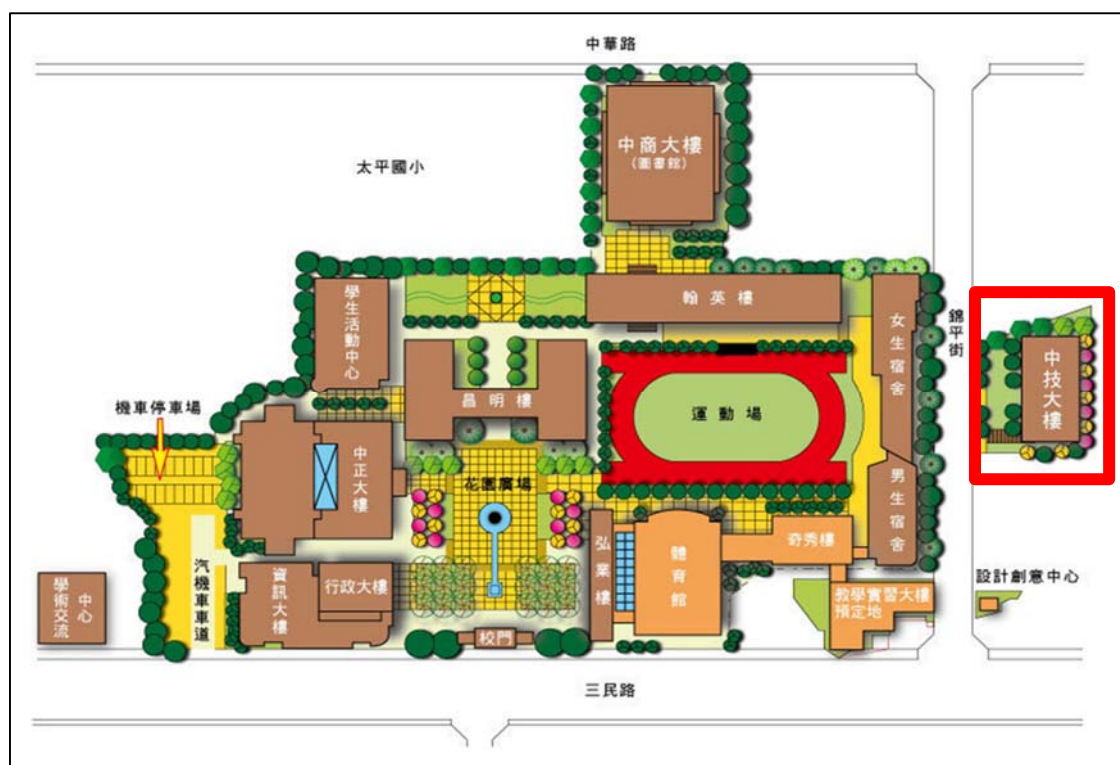 中華路
中商大樓
(圖書館)
太平國小
學生活動中心
翰英樓
女生宿舍
錦平街
中技大樓
昌明樓
運動場
機車停車場
中正大樓
花園廣場
男生宿舍
弘業樓
體育館
奇秀樓
設計創意中心
學術交流
中心
汽機車車道
資訊大樓
行政大樓
教學實習大樓
預定地
校門
三民路